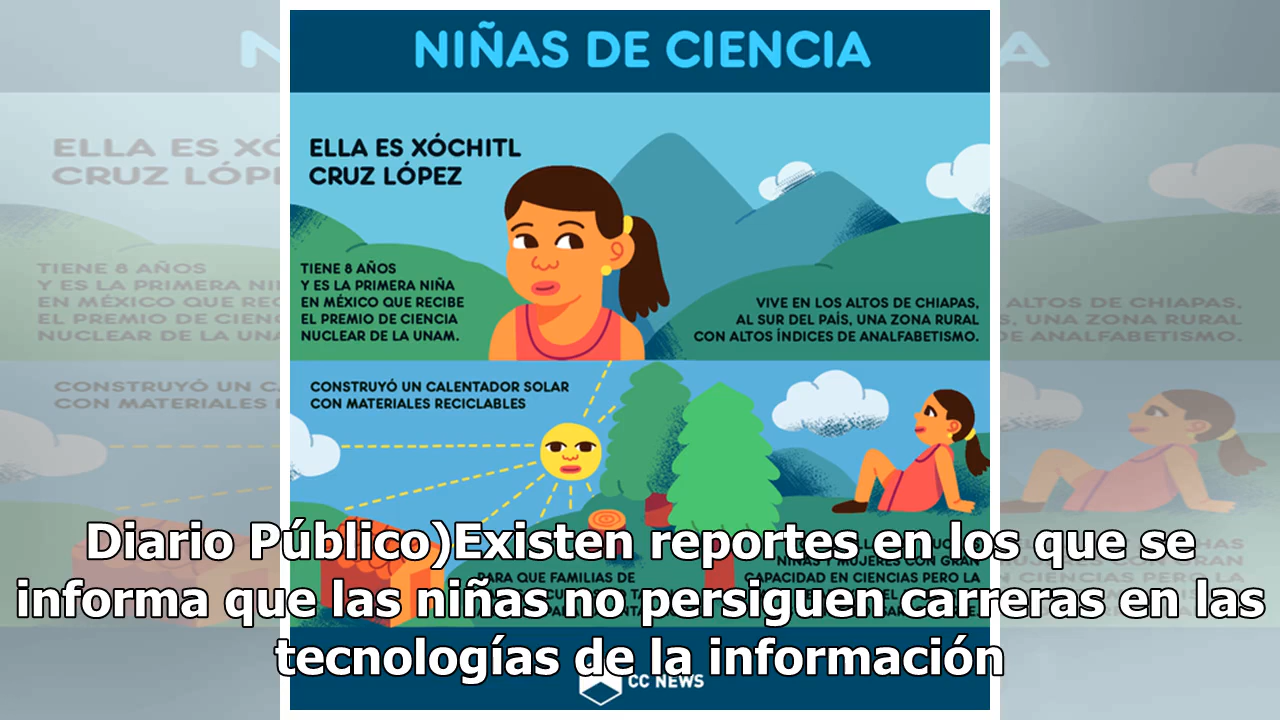 NIÑAS DE CIENCIA
ELLA ES XÓCHITL
CRUZ LÓPEZ
TIENE 8 AÑOS
Y ES LA PRIMERA NIÑA
EN MÉXICO QUE RECIBE
EL PREMIO DE CIENCIA
NUCLEAR DE LA UNAM.
VIVE EN LOS ALTOS DE CHIAPAS,
AL SUR DEL PAÍS, UNA ZONA RURAL
CON ALTOS ÍNDICES DE ANALFABETISMO.
CONSTRUYÓ UN CALENTADOR SOLAR
CON MATERIALES RECICLABLES
PARA QUE FAMILIAS DE
NIÑAS Y MUJERES CON GRAN
CAPACIDAD EN CIENCIAS PERO LA
Diario Público)Existen reportes en los que se
informa que las niñas no persiguen carreras en las
tecnologías de la información
CC NEWS